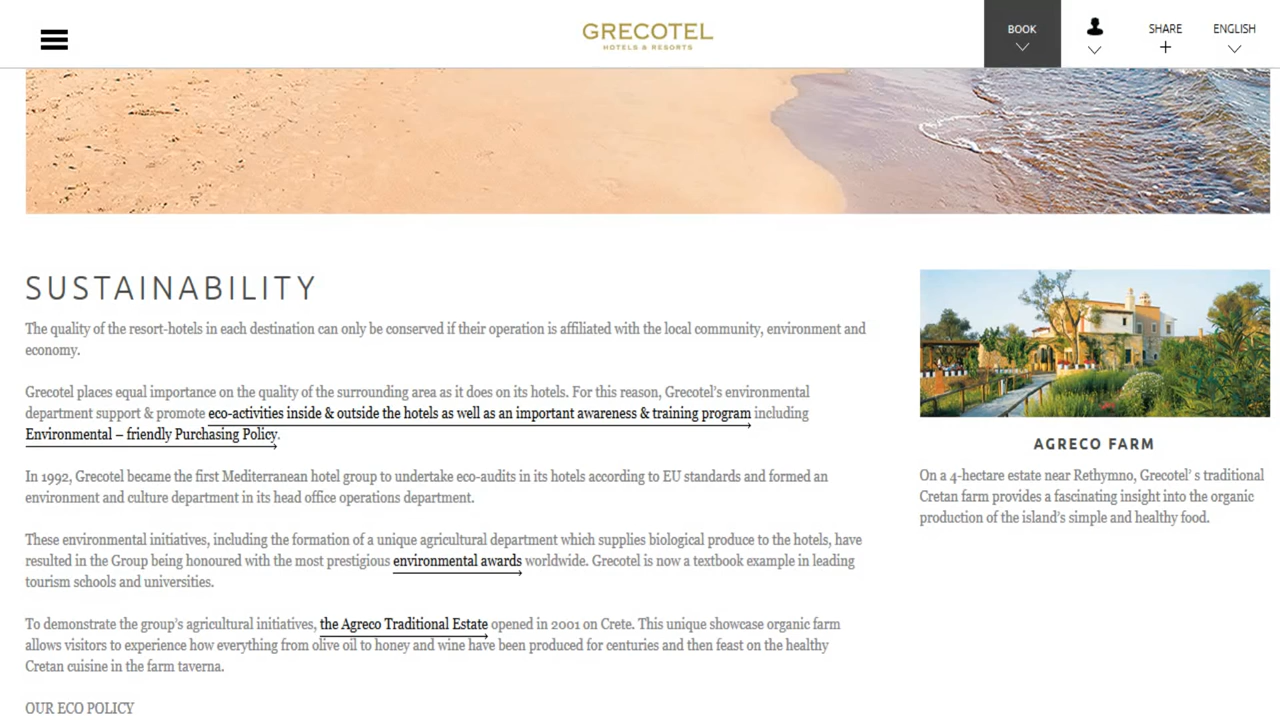 GRECOTEL
HOTELS & RESORTS
BOOK
SHARE
ENGLISH
SUSTAINABILITY
The quality of the resort-hotels in each destination can only be conserved if their operation is affiliated with the local community, environment and
economy.
Grecotel places equal importance on the quality of the surrounding area as it does on its hotels. For this reason, Grecotel's environmental
department support & promote eco-activities inside & outside the hotels as well as an important awareness & training program including
Environmental – friendly Purchasing Policy.
In 1992, Grecotel became the first Mediterranean hotel group to undertake eco-audits in its hotels according to EU standards and formed an
environment and culture department in its head office operations department.
These environmental initiatives, including the formation of a unique agricultural department which supplies biological produce to the hotels, have
resulted in the Group being honoured with the most prestigious environmental awards worldwide. Grecotel is now a textbook example in leading
tourism schools and universities.
To demonstrate the group's agricultural initiatives, the Agreco Traditional Estate opened in 2001 on Crete. This unique showcase organic farm
allows visitors to experience how everything from olive oil to honey and wine have been produced for centuries and then feast on the healthy
Cretan cuisine in the farm taverna.
OUR ECO POLICY
AGRECO FARM
On a 4-hectare estate near Rethymno, Grecotel' s traditional
Cretan farm provides a fascinating insight into the organic
production of the island's simple and healthy food.